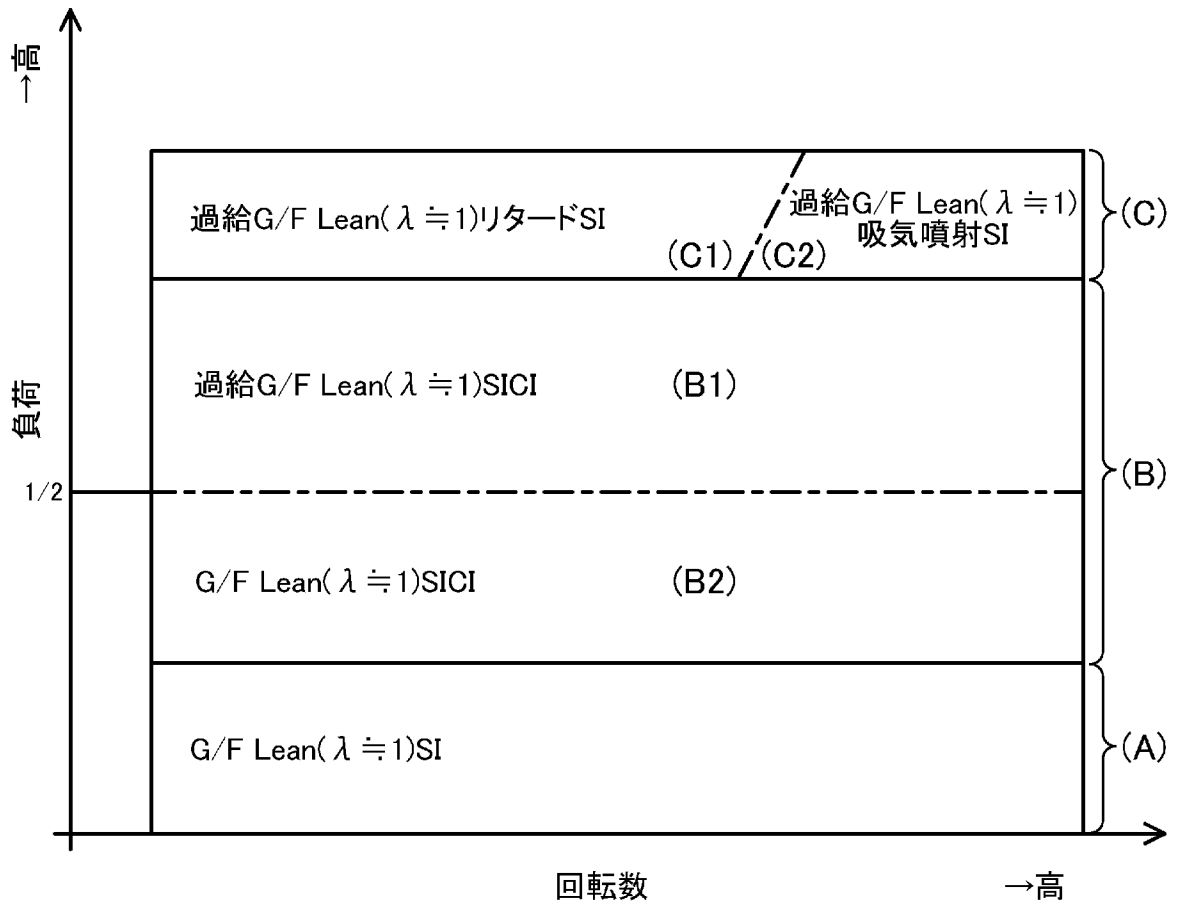 →高
過給G/F Lean(λ≒1)リタードSI
(C1)
過給G/F Lean(λ≒1)
吸気噴射SI
(C2)
(C)
過給G/F Lean(λ≒1)SICI
(B1)
負荷
1/2
(B)
G/F Lean(λ≒1)SICI
(B2)
G/F Lean(λ≒1)SI
(A)
回転数
→高